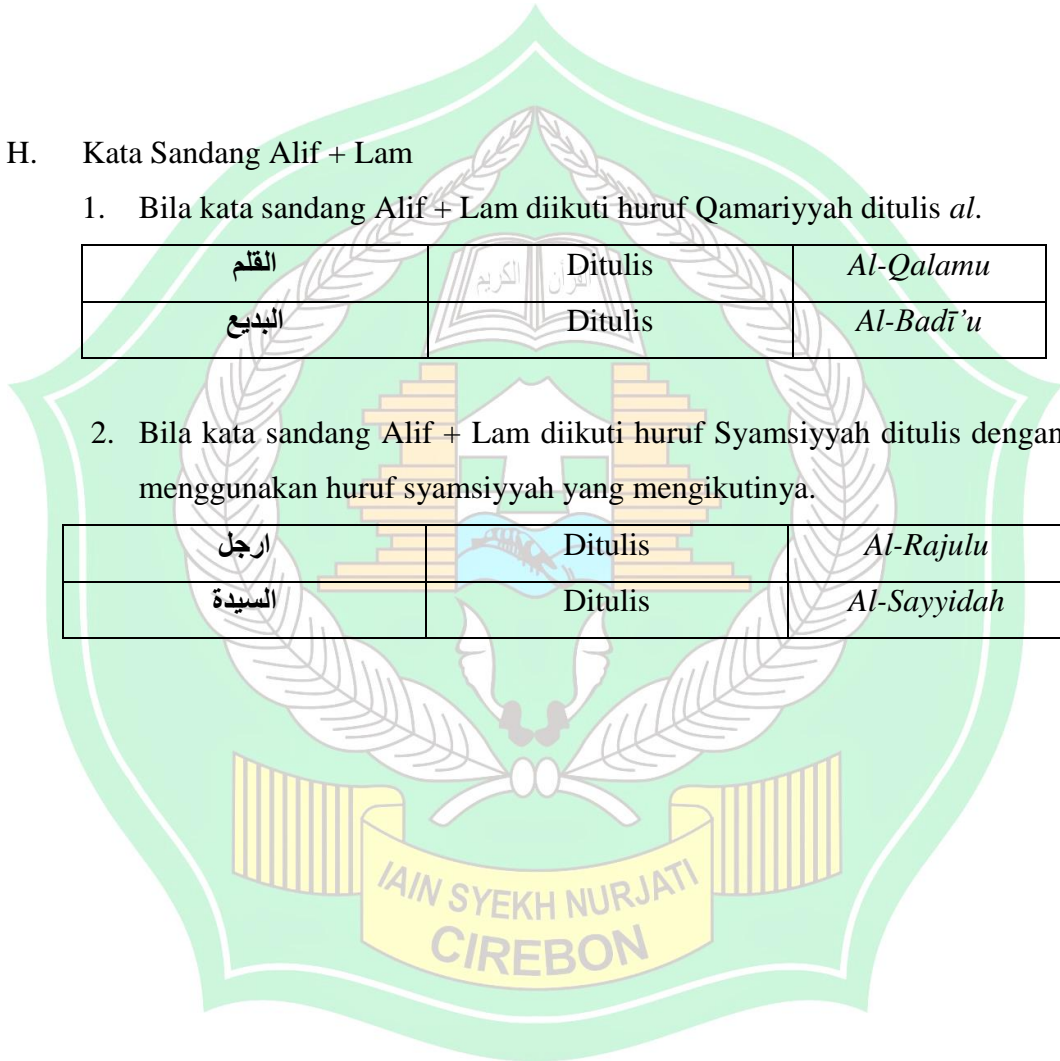 H. Kata Sandang Alif + Lam
1. Bila kata sandang Alif + Lam diikuti huruf Qamariyyah ditulis al.
القلم Ditulis Al-Qalamu
البديع Ditulis Al-Badī’u
القرآن الكريم
2. Bila kata sandang Alif + Lam diikuti huruf Syamsiyyah ditulis dengan
menggunakan huruf syamsiyyah yang mengikutinya.
ارجل Ditulis Al-Rajulu
السيدة Ditulis Al-Sayyidah
IAIN SYEKH NURJATI
CIREBON